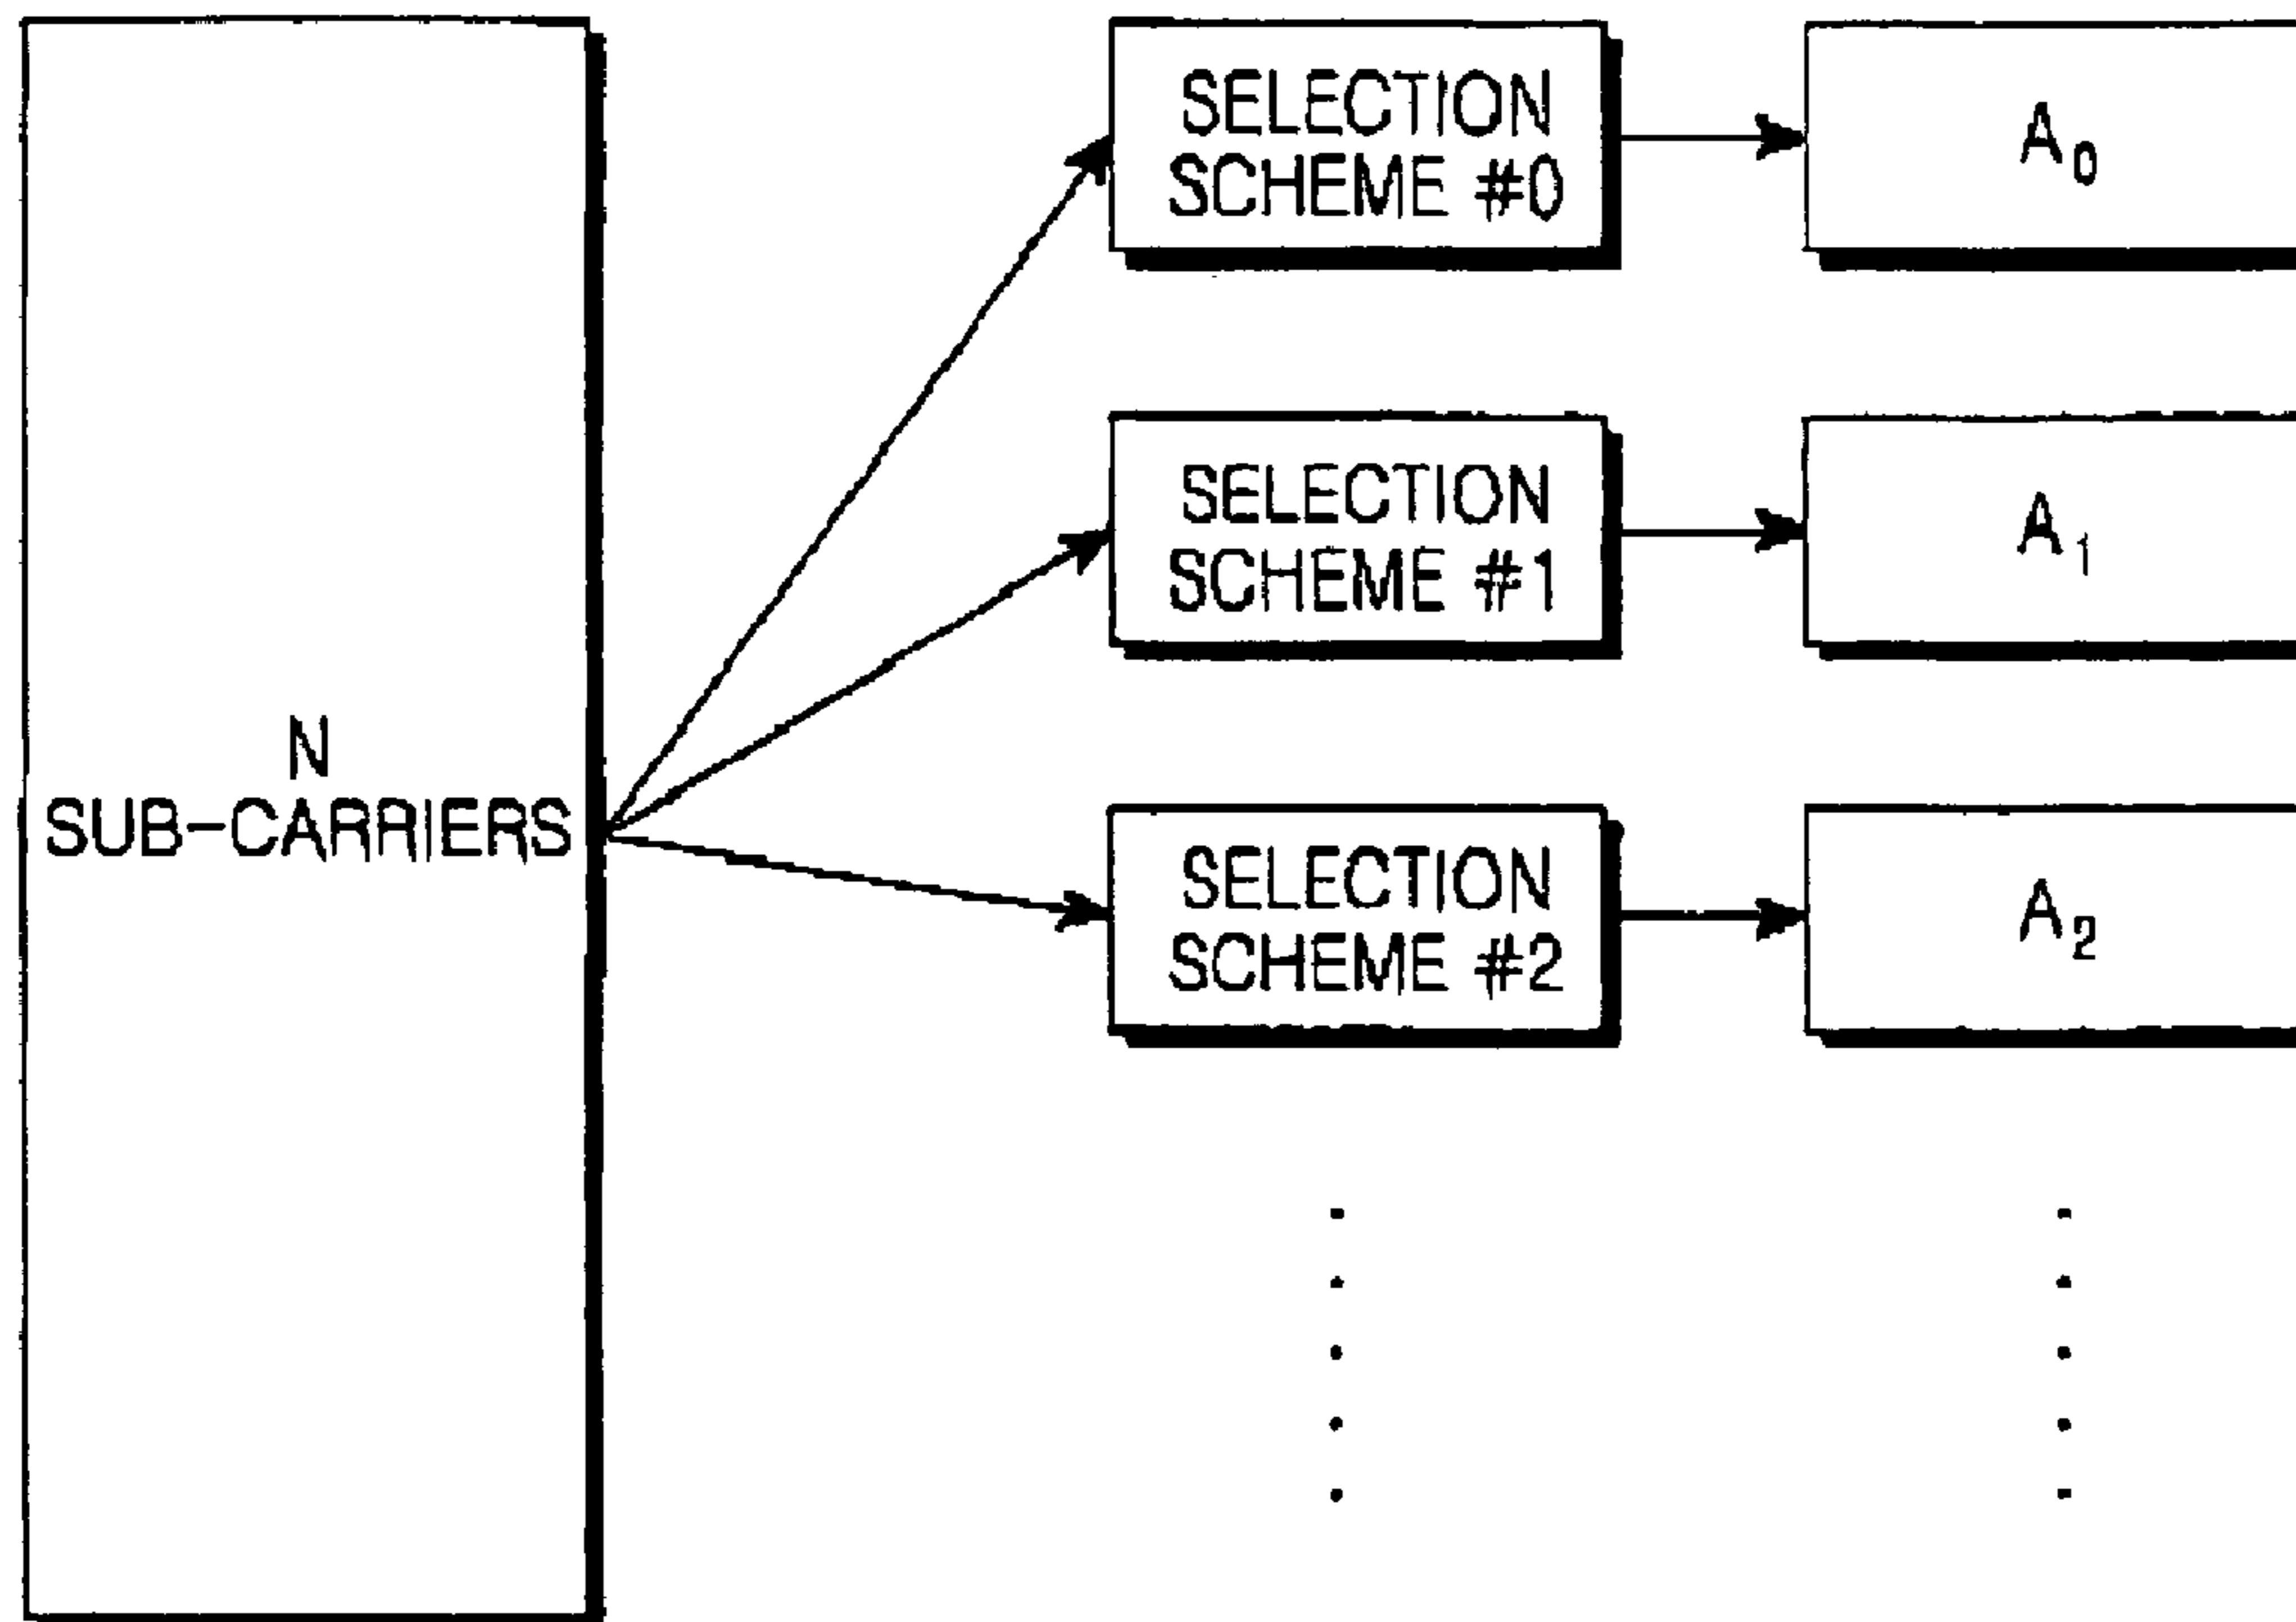 N
SUB-CARRIERS
SELECTION
SCHEME #0
A0
SELECTION
SCHEME #1
A1
SELECTION
SCHEME #2
A2